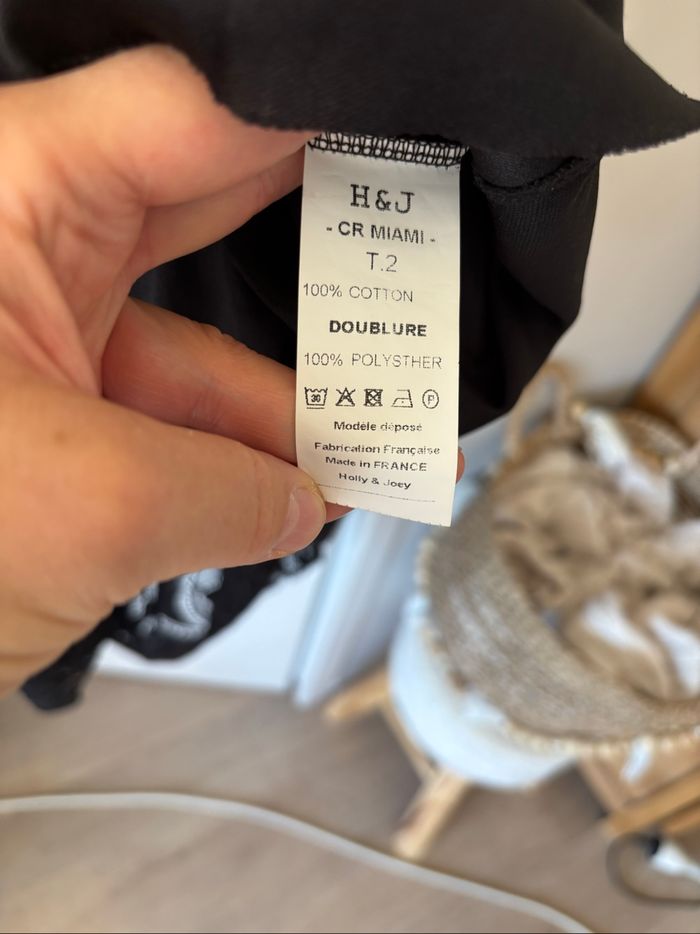 H&J
- CR MIAMI -
T.2
100% COTTON
DOUBLURE
100% POLYSTHER
30 P
Modèle déposé
Fabrication Française
Made in FRANCE
Holly & Joey